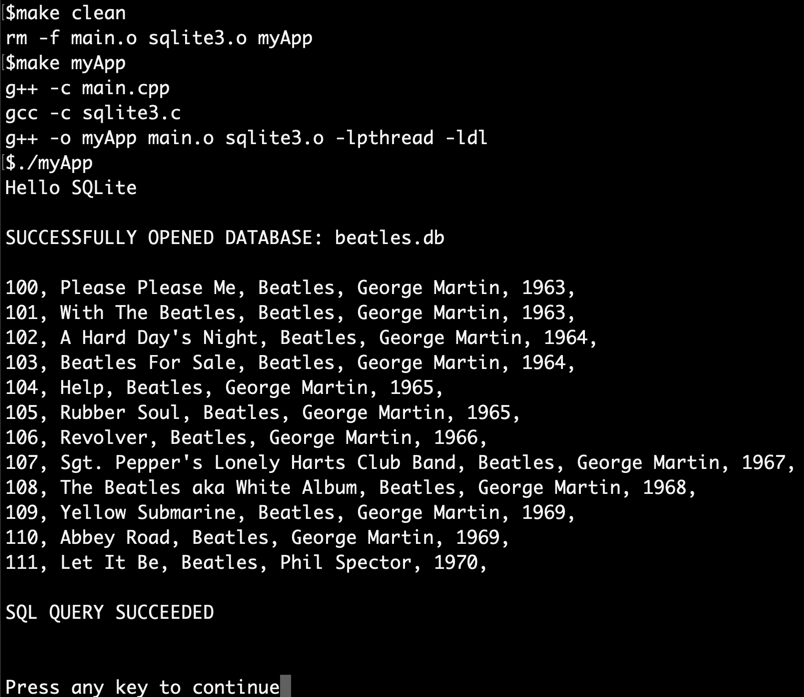 $make clean
rm -f main.o sqlite3.o myApp
$make myApp
g++ -c main.cpp
gcc -c sqlite3.c
g++ -o myApp main.o sqlite3.o -lpthread -ldl
$./myApp
Hello SQLite
SUCCESSFULLY OPENED DATABASE: beatles.db
100, Please Please Me, Beatles, George Martin, 1963,
101, With The Beatles, Beatles, George Martin, 1963,
102, A Hard Day's Night, Beatles, George Martin, 1964,
103, Beatles For Sale, Beatles, George Martin, 1964,
104, Help, Beatles, George Martin, 1965,
105, Rubber Soul, Beatles, George Martin, 1965,
106, Revolver, Beatles, George Martin, 1966,
107, Sgt. Pepper's Lonely Harts Club Band, Beatles, George Martin, 1967,
108, The Beatles aka White Album, Beatles, George Martin, 1968,
109, Yellow Submarine, Beatles, George Martin, 1969,
110, Abbey Road, Beatles, George Martin, 1969,
111, Let It Be, Beatles, Phil Spector, 1970,
SQL QUERY SUCCEEDED
Press any key to continue